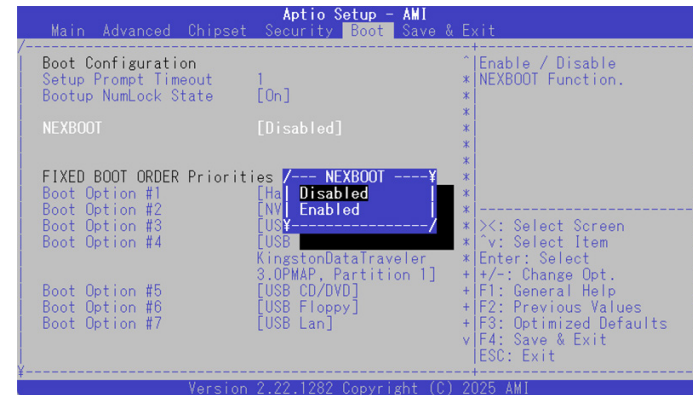 Aptio Setup – AMI
Main Advanced Chipset Security Boot Save & Exit
Boot Configuration
Setup Prompt Timeout 1
Bootup NumLock State [On]
NEXBOOT [Disabled]
FIXED BOOT ORDER Priorities
Boot Option #1 [Ha
Boot Option #2 [NV
Boot Option #3 [US
Boot Option #4 [USB
KingstonDataTraveler
3.0PMAP, Partition 1]
Boot Option #5 [USB CD/DVD]
Boot Option #6 [USB Floppy]
Boot Option #7 [USB Lan]
/--- NEXBOOT ----¥
Disabled
Enabled
Enable / Disable
NEXBOOT Function.
><: Select Screen
^v: Select Item
Enter: Select
+/-: Change Opt.
F1: General Help
F2: Previous Values
F3: Optimized Defaults
F4: Save & Exit
ESC: Exit
Version 2.22.1282 Copyright (C) 2025 AMI